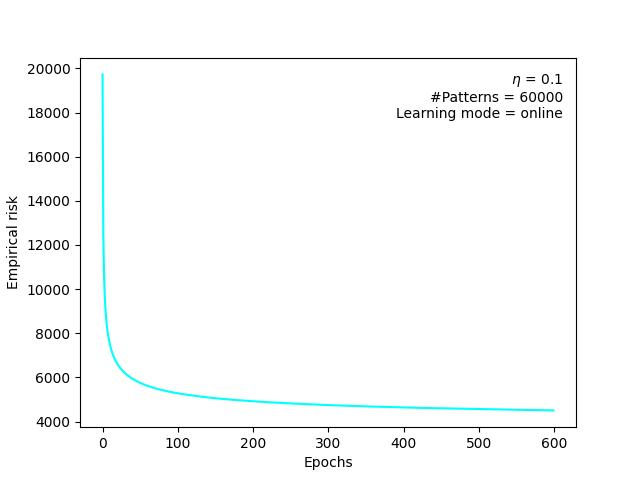 20000
18000
16000
14000
12000
10000
8000
6000
4000
Empirical risk
η = 0.1
#Patterns = 60000
Learning mode = online
0 100 200 300 400 500 600
Epochs